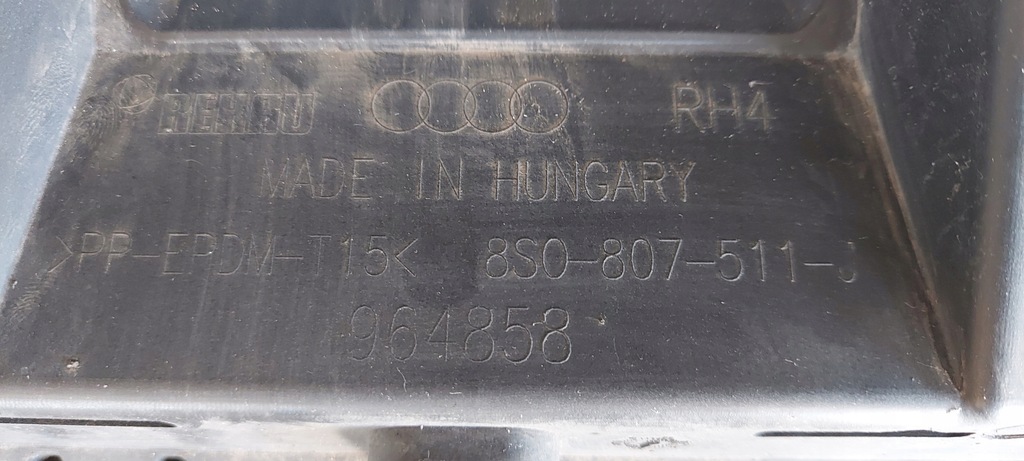 REHAU RH4
MADE IN HUNGARY
>PP-EPDM-T15< 8S0-807-511-J
964858